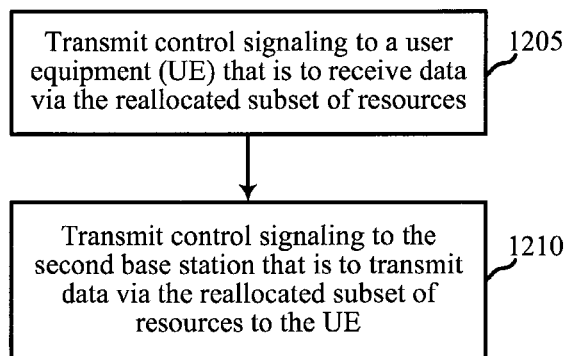 Transmit control signaling to a user
equipment (UE) that is to receive data
via the reallocated subset of resources
1205
Transmit control signaling to the
second base station that is to transmit
data via the reallocated subset of
resources to the UE
1210